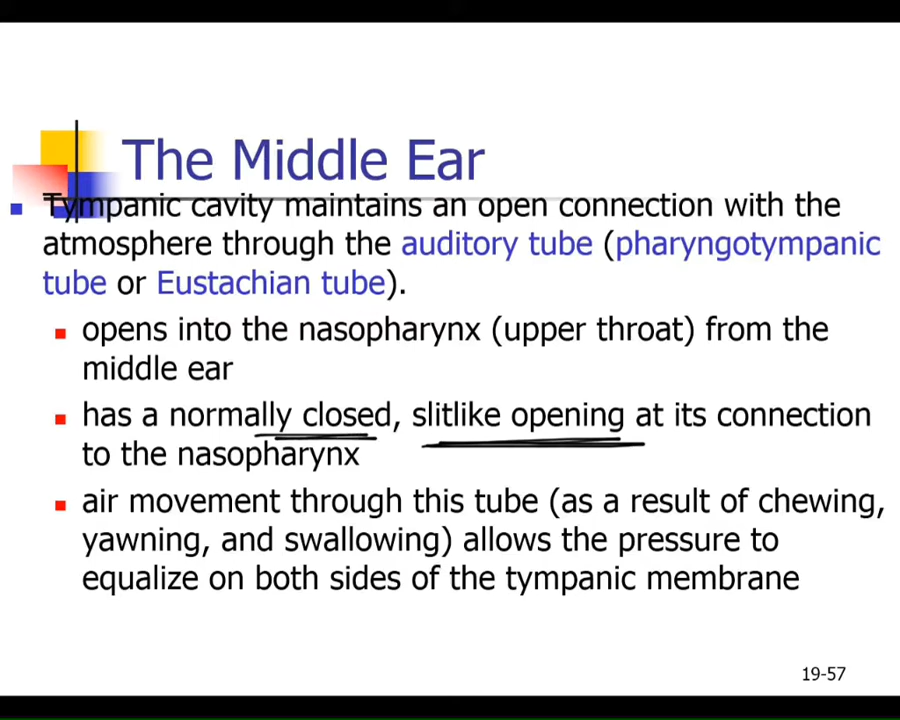 The Middle Ear
Tympanic cavity maintains an open connection with the
atmosphere through the auditory tube (pharyngotympanic
tube or Eustachian tube).
opens into the nasopharynx (upper throat) from the
middle ear
has a normally closed, slitlike opening at its connection
to the nasopharynx
air movement through this tube (as a result of chewing,
yawning, and swallowing) allows the pressure to
equalize on both sides of the tympanic membrane
19-57